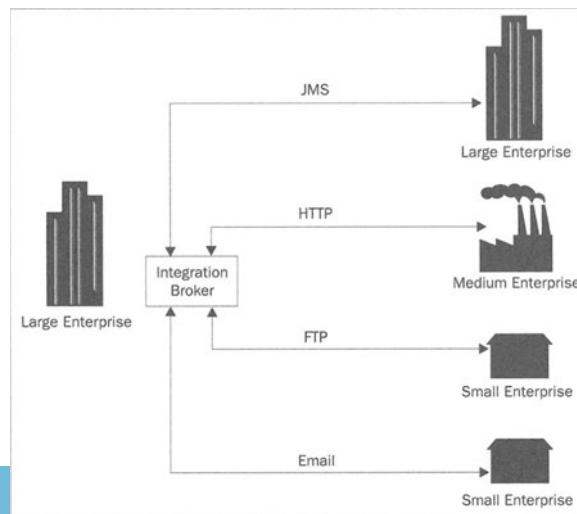 JMS
Large Enterprise
HTTP
Medium Enterprise
Integration
Broker
Large Enterprise
FTP
Small Enterprise
Email
Small Enterprise